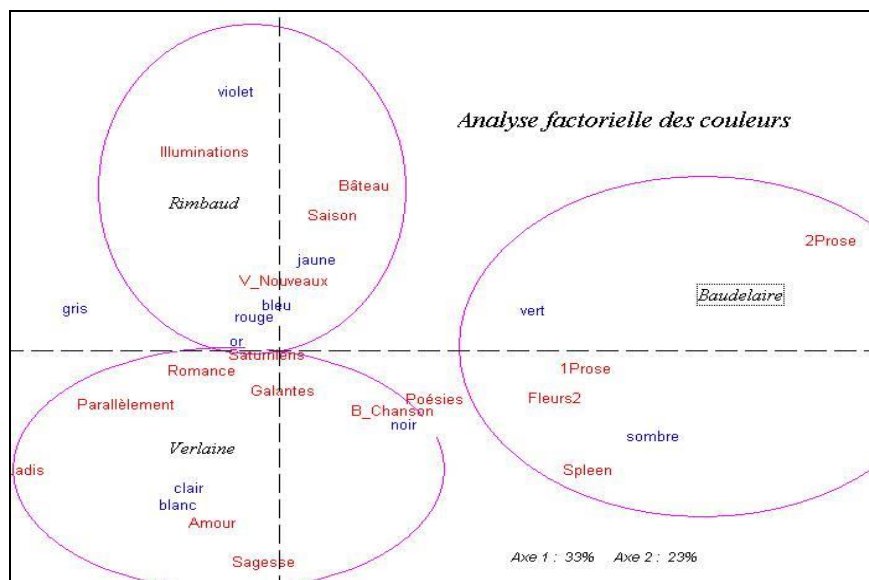 violet
Analyse factorielle des couleurs
Illuminations
Bâteau
Rimbaud
Saison
2Prose
jaune
V_Nouveaux
Baudelaire
bleu
gris
rouge
vert
or
Saturniens
Romance
1Prose
Galantes
Parallèlement
Poésies
Fleurs2
B_Chanson
noir
sombre
Verlaine
Jadis
Spleen
clair
blanc
Amour
Sagesse
Axe 1 : 33% Axe 2 : 23%